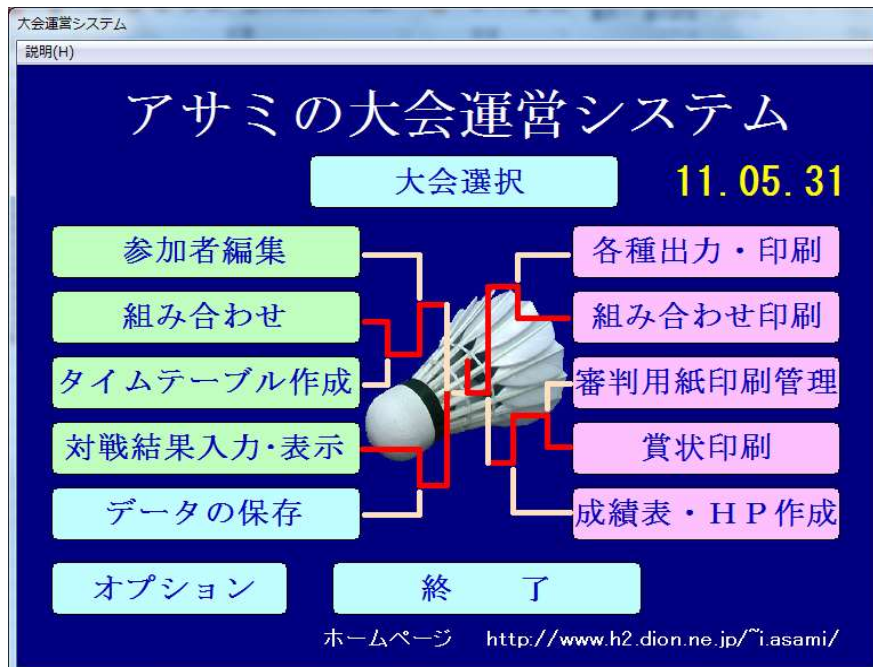 大会運営システム
説明(H)
アサミの大会運営システム
大会選択
11.05.31
参加者編集
組み合わせ
タイムテーブル作成
対戦結果入力・表示
データの保存
各種出力・印刷
組み合わせ印刷
審判用紙印刷管理
賞状印刷
成績表・ＨＰ作成
オプション
終　了
ホームページ　http://www.h2.dion.ne.jp/~i.asami/